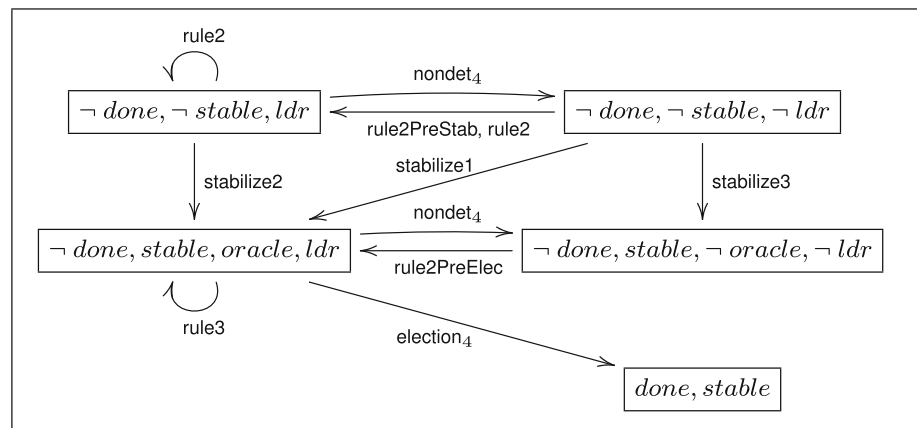 rule2
nondet₄
¬ done, ¬ stable, ldr
¬ done, ¬ stable, ¬ ldr
rule2PreStab, rule2
stabilize1
stabilize2
stabilize3
nondet₄
¬ done, stable, oracle, ldr
¬ done, stable, ¬ oracle, ¬ ldr
rule2PreElec
rule3
election₄
done, stable